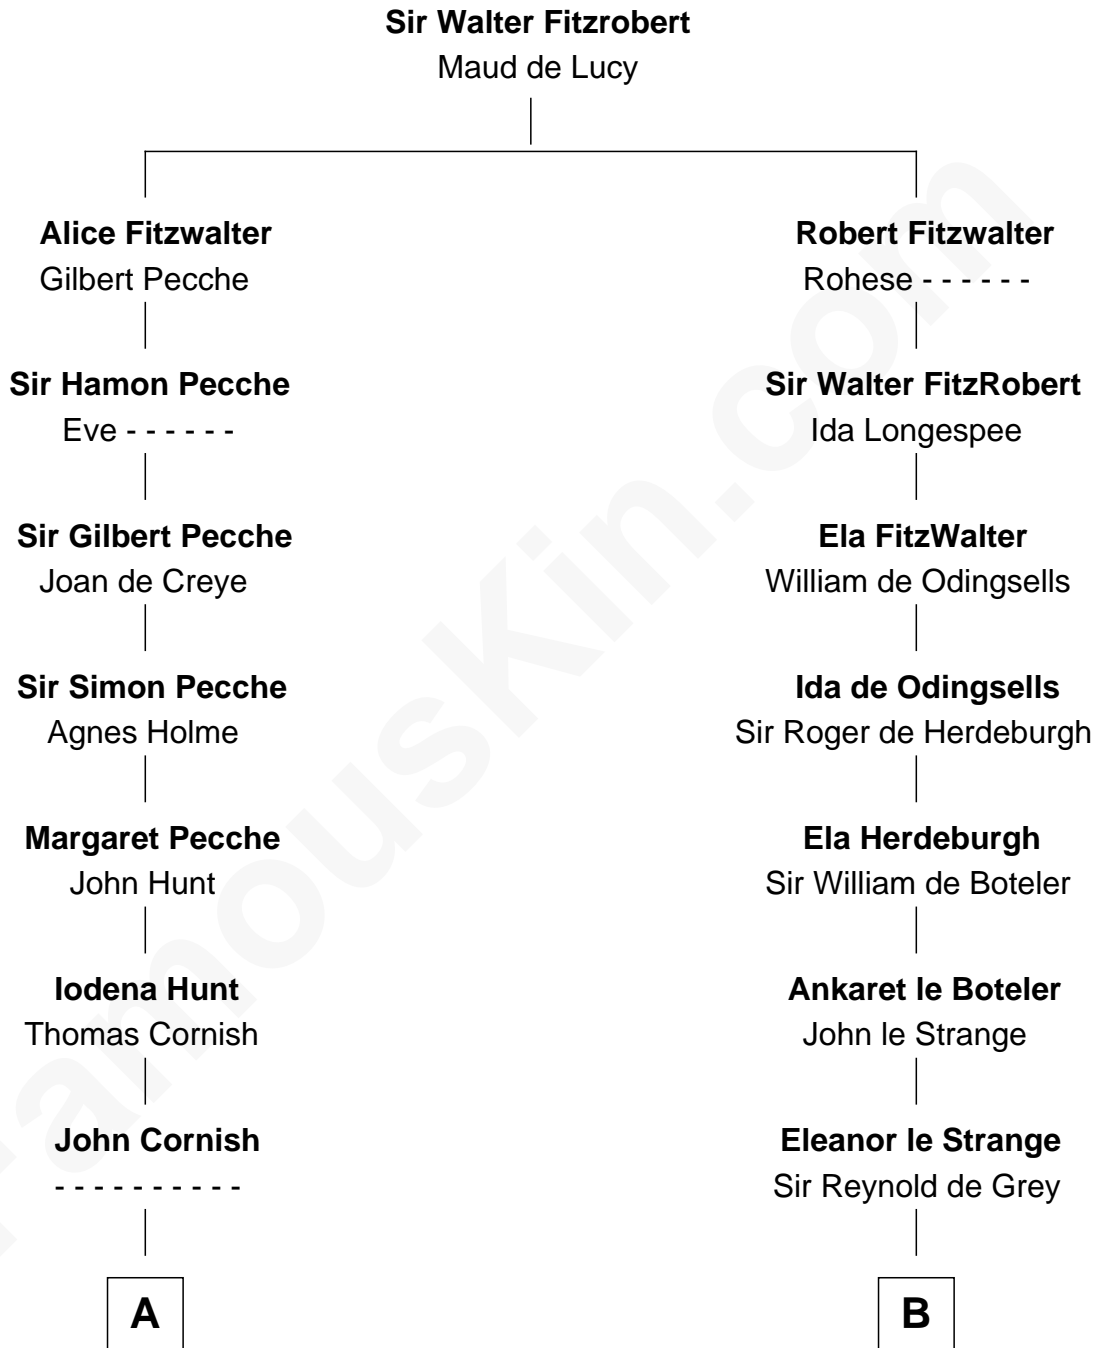 Sir Walter Fitzrobert
Maud de Lucy
Alice Fitzwalter
Gilbert Pecche
Robert Fitzwalter
Rohese - - - - - -
Sir Hamon Pecche
Eve - - - - - -
Sir Walter FitzRobert
Ida Longespee
Sir Gilbert Pecche
Joan de Creye
Ela FitzWalter
William de Odingsells
Sir Simon Pecche
Agnes Holme
Ida de Odingsells
Sir Roger de Herdeburgh
Margaret Pecche
John Hunt
Ela Herdeburgh
Sir William de Boteler
Iodena Hunt
Thomas Cornish
Ankaret le Boteler
John le Strange
John Cornish
- - - - - - - - - -
Eleanor le Strange
Sir Reynold de Grey
A
B
FamousKin.com